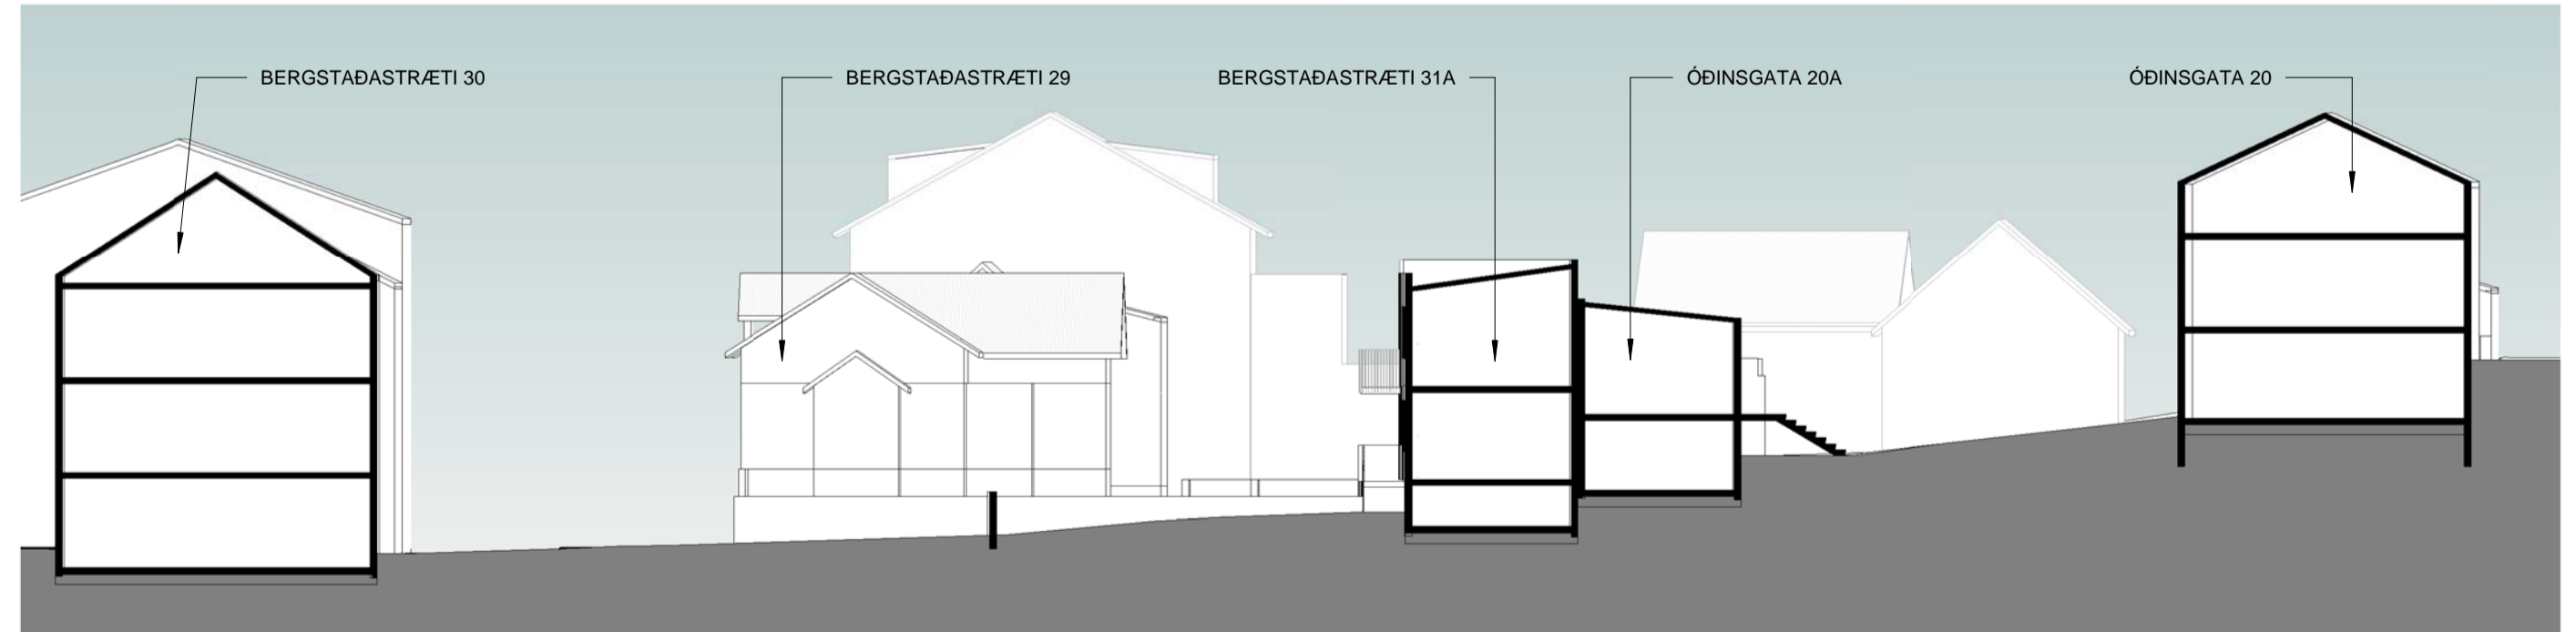 BERGSTAÐASTRÆTI 30
BERGSTAÐASTRÆTI 29
BERGSTAÐASTRÆTI 31A
ÓÐINSGATA 20A
ÓÐINSGATA 20